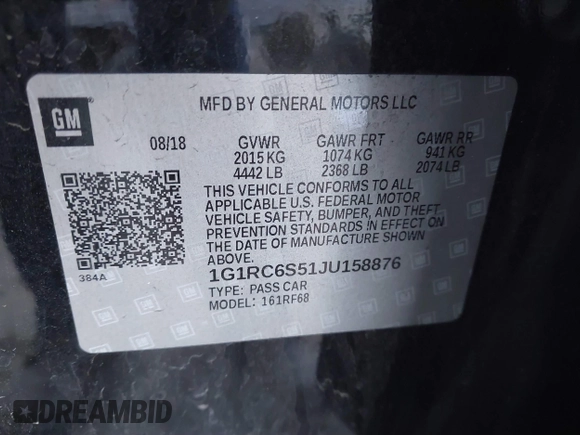 GM
MFD BY GENERAL MOTORS LLC
08/18 GVWR GAWR FRT GAWR RR
2015 KG 1074 KG 941 KG
4442 LB 2368 LB 2074 LB
THIS VEHICLE CONFORMS TO ALL
APPLICABLE U.S. FEDERAL MOTOR
VEHICLE SAFETY, BUMPER, AND THEFT
PREVENTION STANDARDS IN EFFECT ON
THE DATE OF MANUFACTURE SHOWN
ABOVE.
384A
1G1RC6S51JU158876
TYPE: PASS CAR
MODEL: 161RF68
DREAMBID